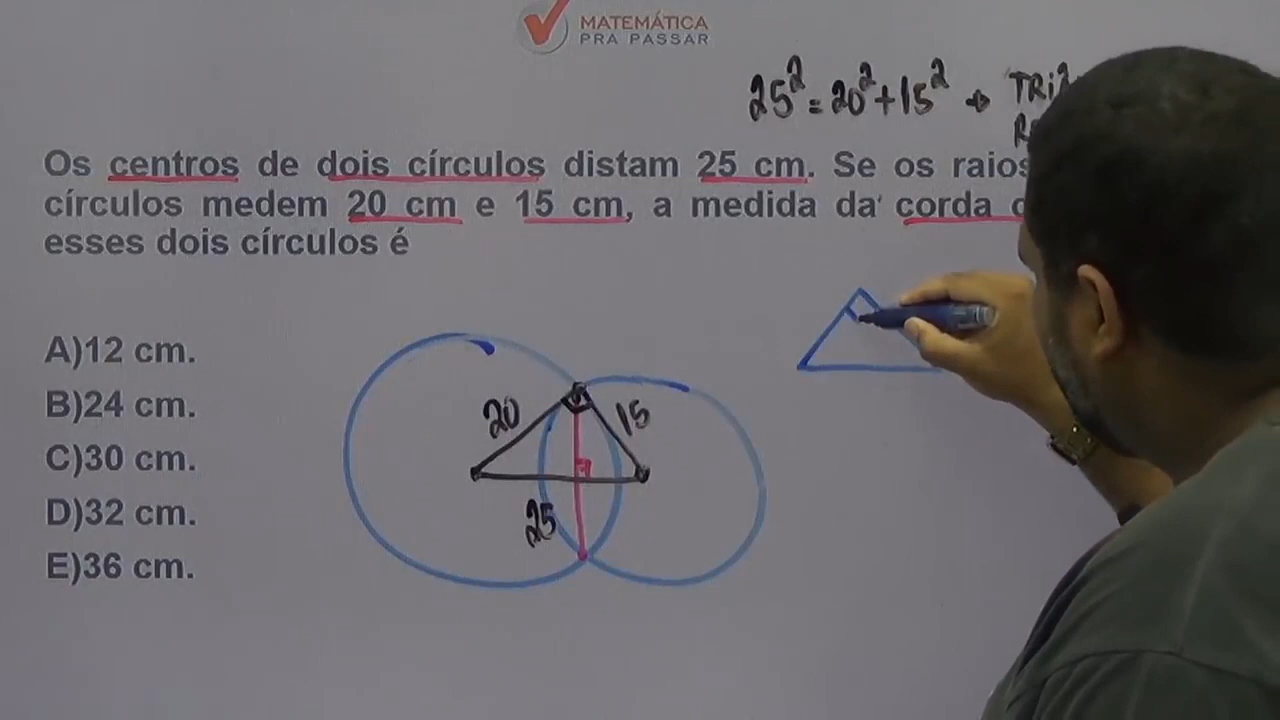 MATEMÁTICA
PRA PASSAR
25² = 20² + 15² →
Os centros de dois círculos distam 25 cm. Se os raios
círculos medem 20 cm e 15 cm, a medida da corda
esses dois círculos é
A)12 cm.
B)24 cm.
C)30 cm.
D)32 cm.
E)36 cm.
20
15
25